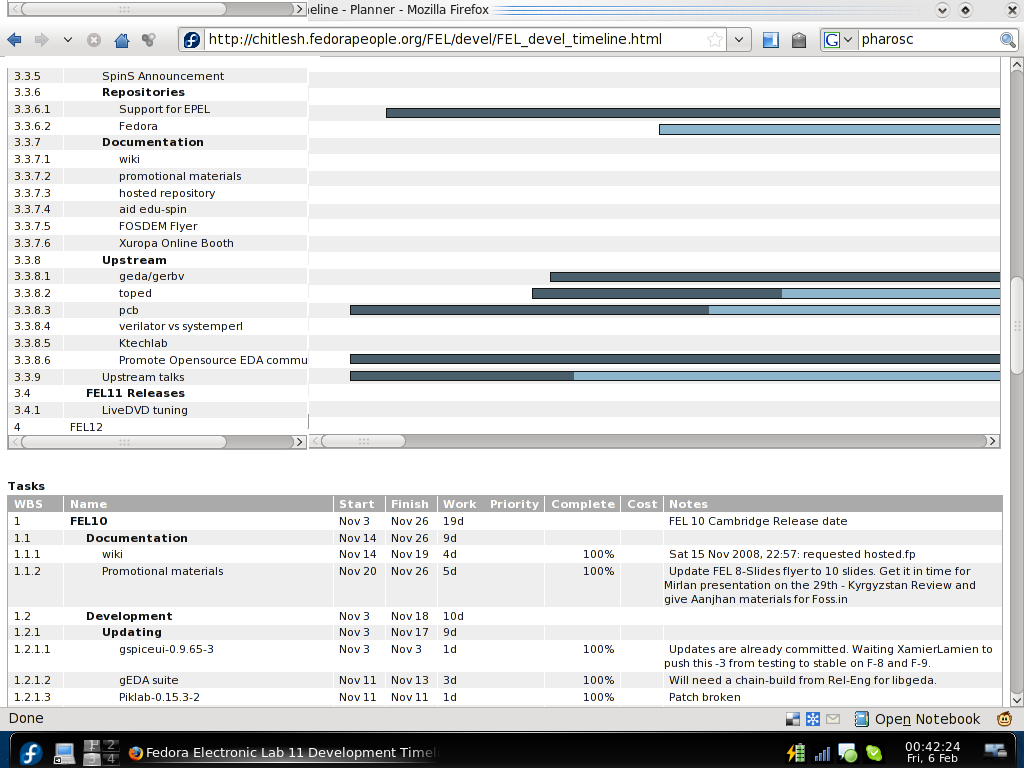 eline - Planner - Mozilla Firefox
http://chitlesh.fedorapeople.org/FEL/devel/FEL_devel_timeline.html
G pharosc
3.3.5 SpinS Announcement
3.3.6 Repositories
3.3.6.1 Support for EPEL
3.3.6.2 Fedora
3.3.7 Documentation
3.3.7.1 wiki
3.3.7.2 promotional materials
3.3.7.3 hosted repository
3.3.7.4 aid edu-spin
3.3.7.5 FOSDEM Flyer
3.3.7.6 Xuropa Online Booth
3.3.8 Upstream
3.3.8.1 geda/gerbv
3.3.8.2 toped
3.3.8.3 pcb
3.3.8.4 verilator vs systemperl
3.3.8.5 Ktechlab
3.3.8.6 Promote Opensource EDA commu
3.3.9 Upstream talks
3.4 FEL11 Releases
3.4.1 LiveDVD tuning
4 FEL12
Tasks
WBS Name Start Finish Work Priority Complete Cost Notes
1 FEL10 Nov 3 Nov 26 19d FEL 10 Cambridge Release date
1.1 Documentation Nov 14 Nov 26 9d
1.1.1 wiki Nov 14 Nov 19 4d 100% Sat 15 Nov 2008, 22:57: requested hosted.fp
1.1.2 Promotional materials Nov 20 Nov 26 5d 100% Update FEL 8-Slides flyer to 10 slides. Get it in time for
Mirlan presentation on the 29th - Kyrgyzstan Review and
give Aanjhan materials for Foss.in
1.2 Development Nov 3 Nov 18 10d
1.2.1 Updating Nov 3 Nov 17 9d
1.2.1.1 gspiceui-0.9.65-3 Nov 3 Nov 3 1d 100% Updates are already committed. Waiting XamierLamien to
push this -3 from testing to stable on F-8 and F-9.
1.2.1.2 gEDA suite Nov 11 Nov 13 3d 100% Will need a chain-build from Rel-Eng for libgeda.
1.2.1.3 Piklab-0.15.3-2 Nov 11 Nov 11 1d 100% Patch broken
Done
Open Notebook
1 2
3 4
Fedora Electronic Lab 11 Development Timel
00:42:24
Fri, 6 Feb